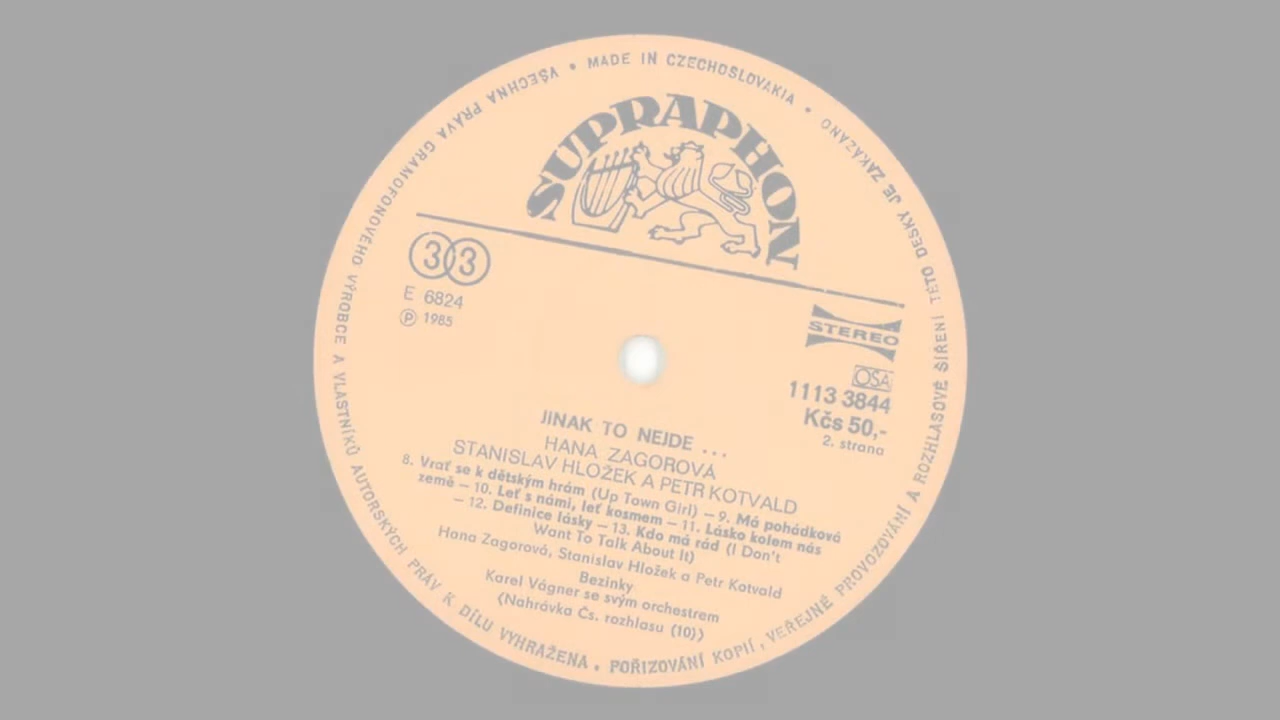 VŠECHNA PRÁVA GRAMOFONOVÉHO VÝROBCE A VLASTNÍKŮ AUTORSKÝCH PRÁV K DÍLU VYHRAŽENA. POŘIZOVÁNÍ KOPIÍ, VEŘEJNÉ PROVOZOVÁNÍ A ROZHLASOVÉ ŠÍŘENÍ TÉTO DESKY JE ZAKÁZÁNO
• MADE IN CZECHOSLOVAKIA •
SUPRAPHON
33
E 6824
Ⓟ 1985
STEREO
OSA
1113 3844
Kčs 50,-
2. strana
JINAK TO NEJDE ...
HANA ZAGOROVÁ
STANISLAV HLOŽEK A PETR KOTVALD
8. Vrať se k dětským hrám (Up Town Girl) – 9. Má pohádková
země – 10. Leť s námi, leť kosmem – 11. Lásko kolem nás
– 12. Definice lásky – 13. Kdo má rád (I Don't
Want To Talk About It)
Hana Zagorová, Stanislav Hložek a Petr Kotvald
Bezinky
Karel Vágner se svým orchestrem
(Nahrávka Čs. rozhlasu (10))